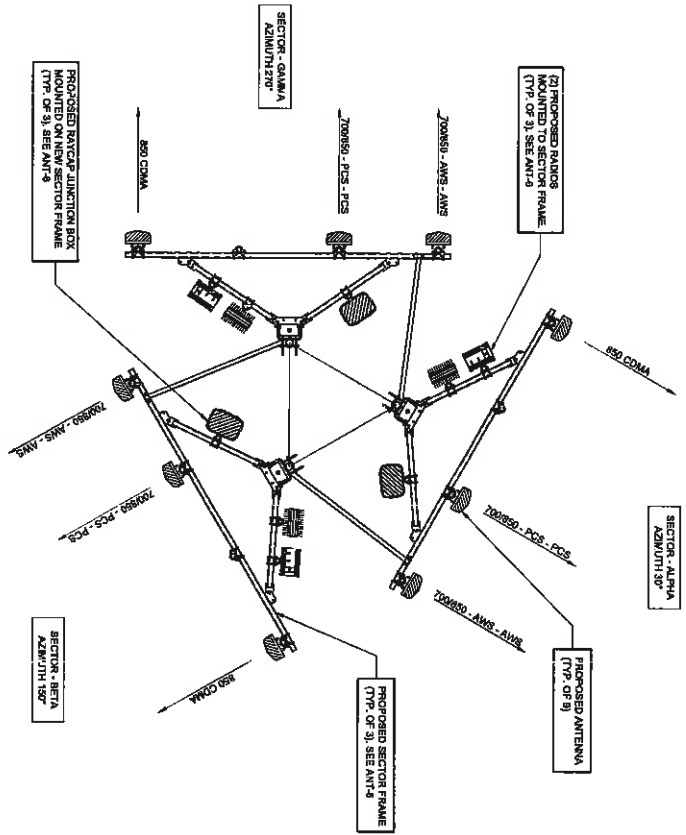 SECTOR - GAMMA
AZIMUTH 270°
(2) PROPOSED RADIOS
MOUNTED TO SECTOR FRAME.
(TYP. OF 3). SEE ANT-6
PROPOSED RAYCAP JUNCTION BOX
MOUNTED ON NEW SECTOR FRAME
(TYP. OF 3). SEE ANT-6
850 CDMA
700/850 - PCS - PCS
700/850 - AWS - AWS
850 CDMA
700/850 - PCS - PCS
700/850 - AWS - AWS
SECTOR - ALPHA
AZIMUTH 30°
700/850 - AWS - AWS
700/850 - PCS - PCS
850 CDMA
SECTOR - BETA
AZIMUTH 150°
PROPOSED ANTENNA
(TYP. OF 9)
PROPOSED SECTOR FRAME
(TYP. OF 3). SEE ANT-6